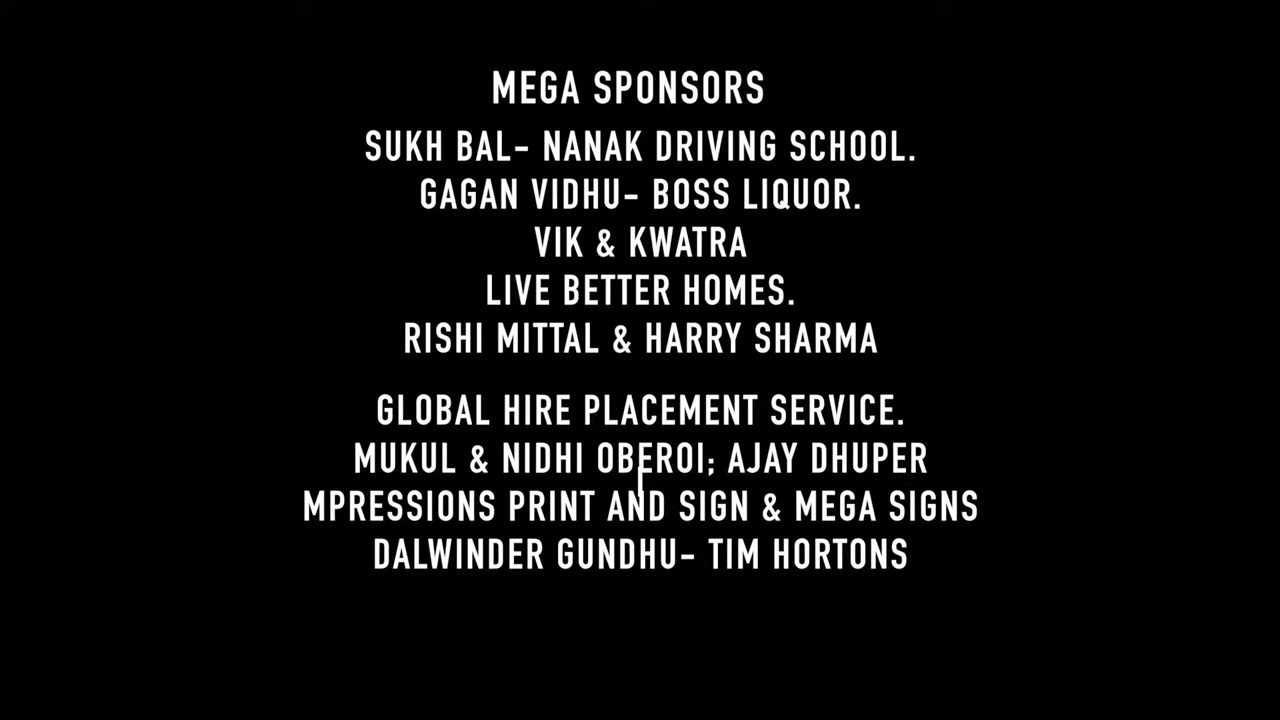 MEGA SPONSORS
SUKH BAL- NANAK DRIVING SCHOOL.
GAGAN VIDHU- BOSS LIQUOR.
VIK & KWATRA
LIVE BETTER HOMES.
RISHI MITTAL & HARRY SHARMA
GLOBAL HIRE PLACEMENT SERVICE.
MUKUL & NIDHI OBEROI; AJAY DHUPER
MPRESSIONS PRINT AND SIGN & MEGA SIGNS
DALWINDER GUNDHU- TIM HORTONS